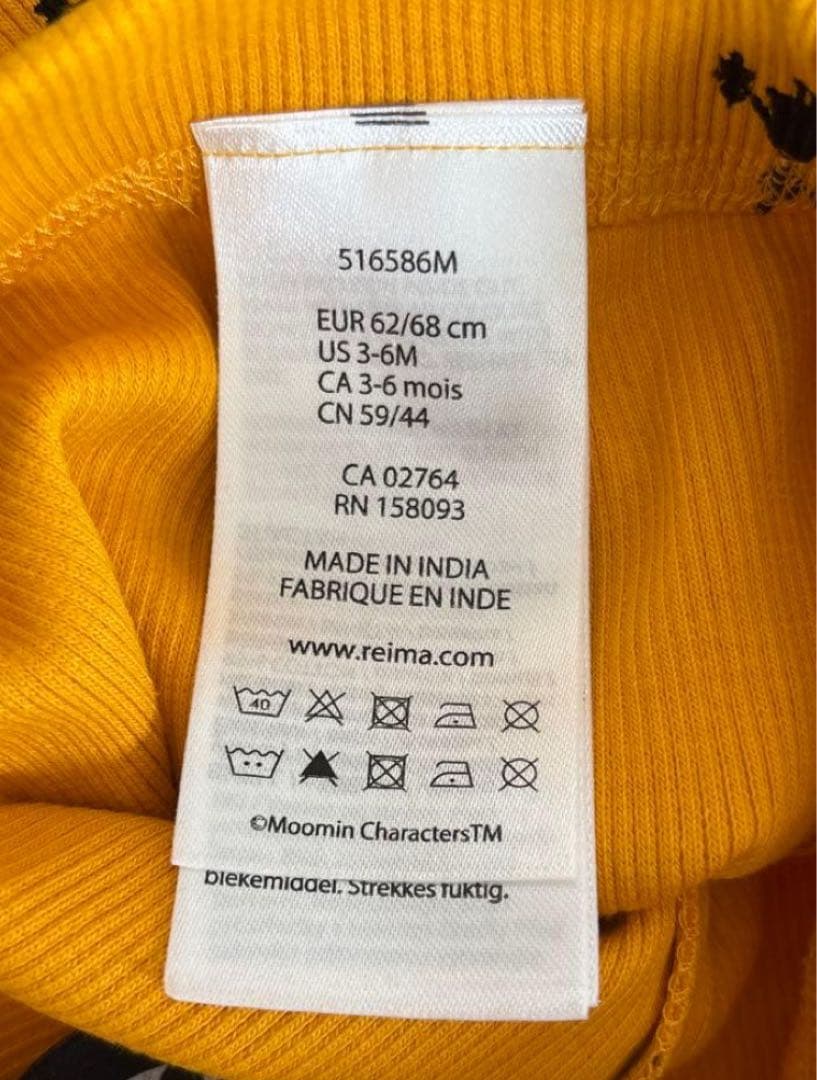 516586M
EUR 62/68 cm
US 3-6M
CA 3-6 mois
CN 59/44
CA 02764
RN 158093
MADE IN INDIA
FABRIQUE EN INDE
www.reima.com
40
©Moomin CharactersTM
blekemiddel. Strekkes fuktig.